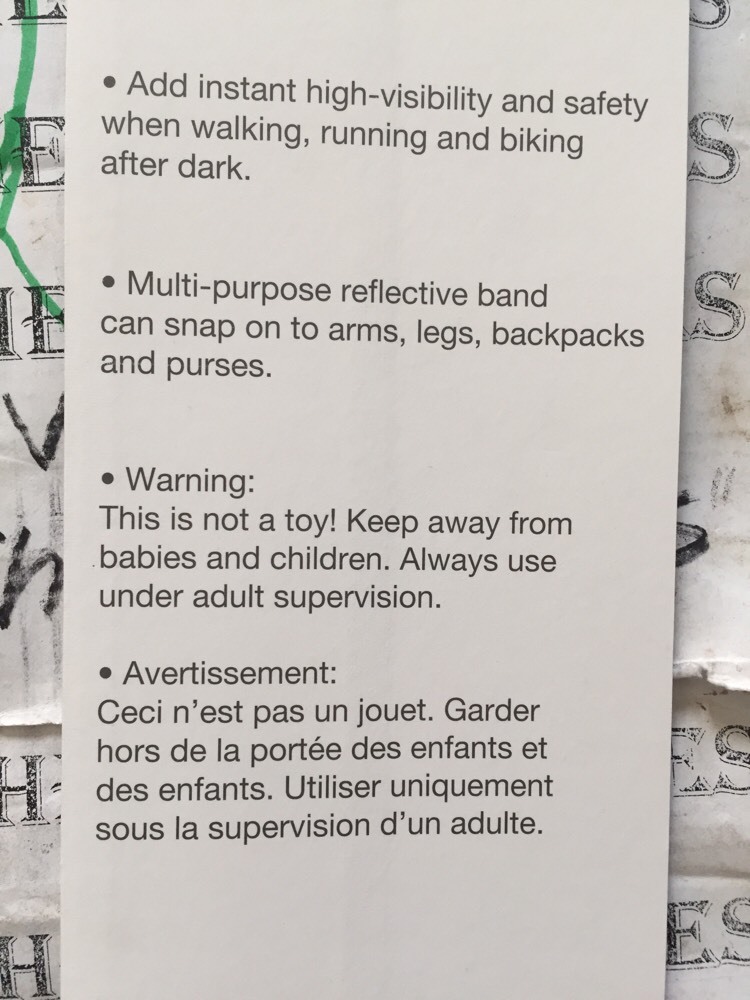 • Add instant high-visibility and safety
when walking, running and biking
after dark.
• Multi-purpose reflective band
can snap on to arms, legs, backpacks
and purses.
• Warning:
This is not a toy! Keep away from
babies and children. Always use
under adult supervision.
• Avertissement:
Ceci n'est pas un jouet. Garder
hors de la portée des enfants et
des enfants. Utiliser uniquement
sous la supervision d'un adulte.